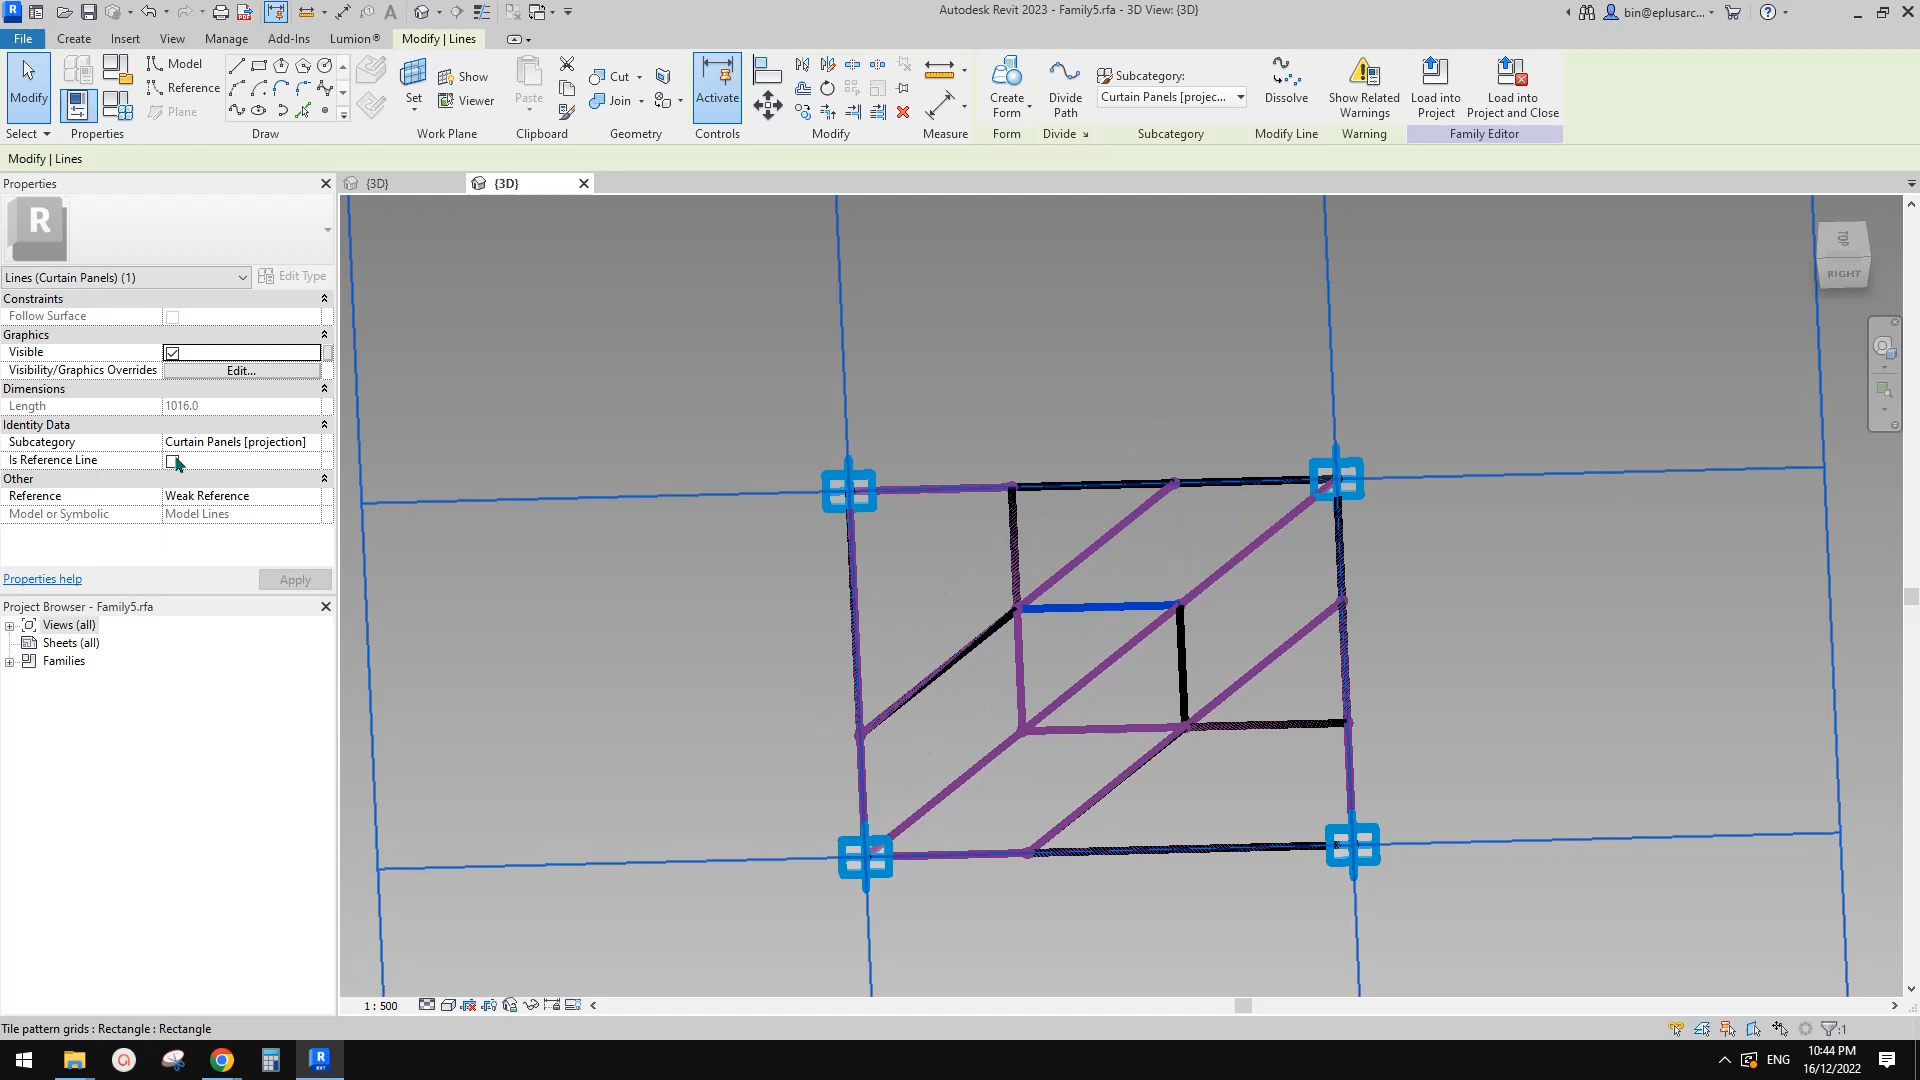 Autodesk Revit 2023 - Family5.rfa - 3D View: {3D}
bin@eplusarc...
File Create Insert View Manage Add-Ins Lumion® Modify | Lines
Modify
Select
Properties
Model
Reference
Plane
Draw
Set
Show
Viewer
Work Plane
Paste
Clipboard
Cut
Join
Geometry
Activate
Controls
Modify
Measure
Create Form
Form
Divide Path
Divide
Subcategory:
Curtain Panels [projec...
Subcategory
Dissolve
Modify Line
Show Related Warnings
Warning
Load into Project
Load into Project and Close
Family Editor
Modify | Lines
Properties
{3D}
{3D}
R
Lines (Curtain Panels) (1)
Edit Type
Constraints
Follow Surface
Graphics
Visible
Visibility/Graphics Overrides Edit...
Dimensions
Length 1016.0
Identity Data
Subcategory Curtain Panels [projection]
Is Reference Line
Other
Reference Weak Reference
Model or Symbolic Model Lines
Properties help
Apply
Project Browser - Family5.rfa
Views (all)
Sheets (all)
Families
TOP
RIGHT
1 : 500
Tile pattern grids : Rectangle : Rectangle
:1
ENG
10:44 PM
16/12/2022